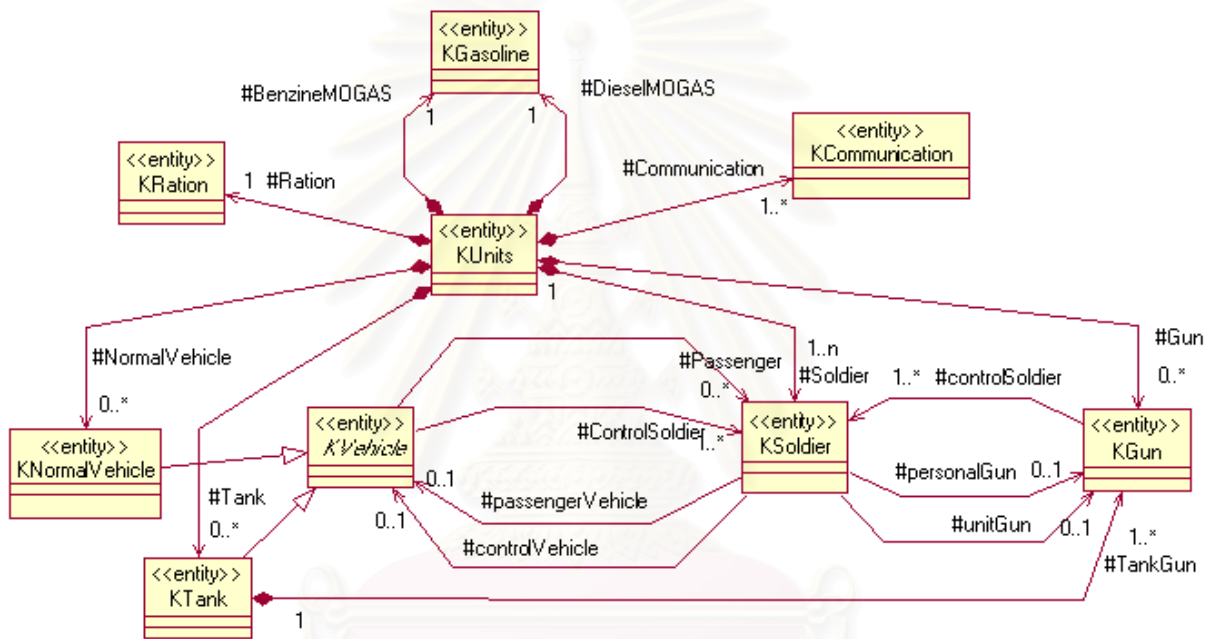 <<entity>>
KGasoline
#BenzineMOGAS
#DieselMOGAS
1
1
<<entity>>
KRation
1 #Ration
#Communication
<<entity>>
KCommunication
1..*
<<entity>>
KUnits
1
#NormalVehicle
0..*
#Passenger
0..*
1..n
#Soldier
#Gun
0..*
1..* #controlSoldier
<<entity>>
KNormalVehicle
<<entity>>
KVehicle
#ControlSoldier
1..*
<<entity>>
KSoldier
<<entity>>
KGun
#Tank
0..*
0..1
#passengerVehicle
0..1
#controlVehicle
#personalGun
0..1
#unitGun
0..1
1..*
#TankGun
<<entity>>
KTank
1